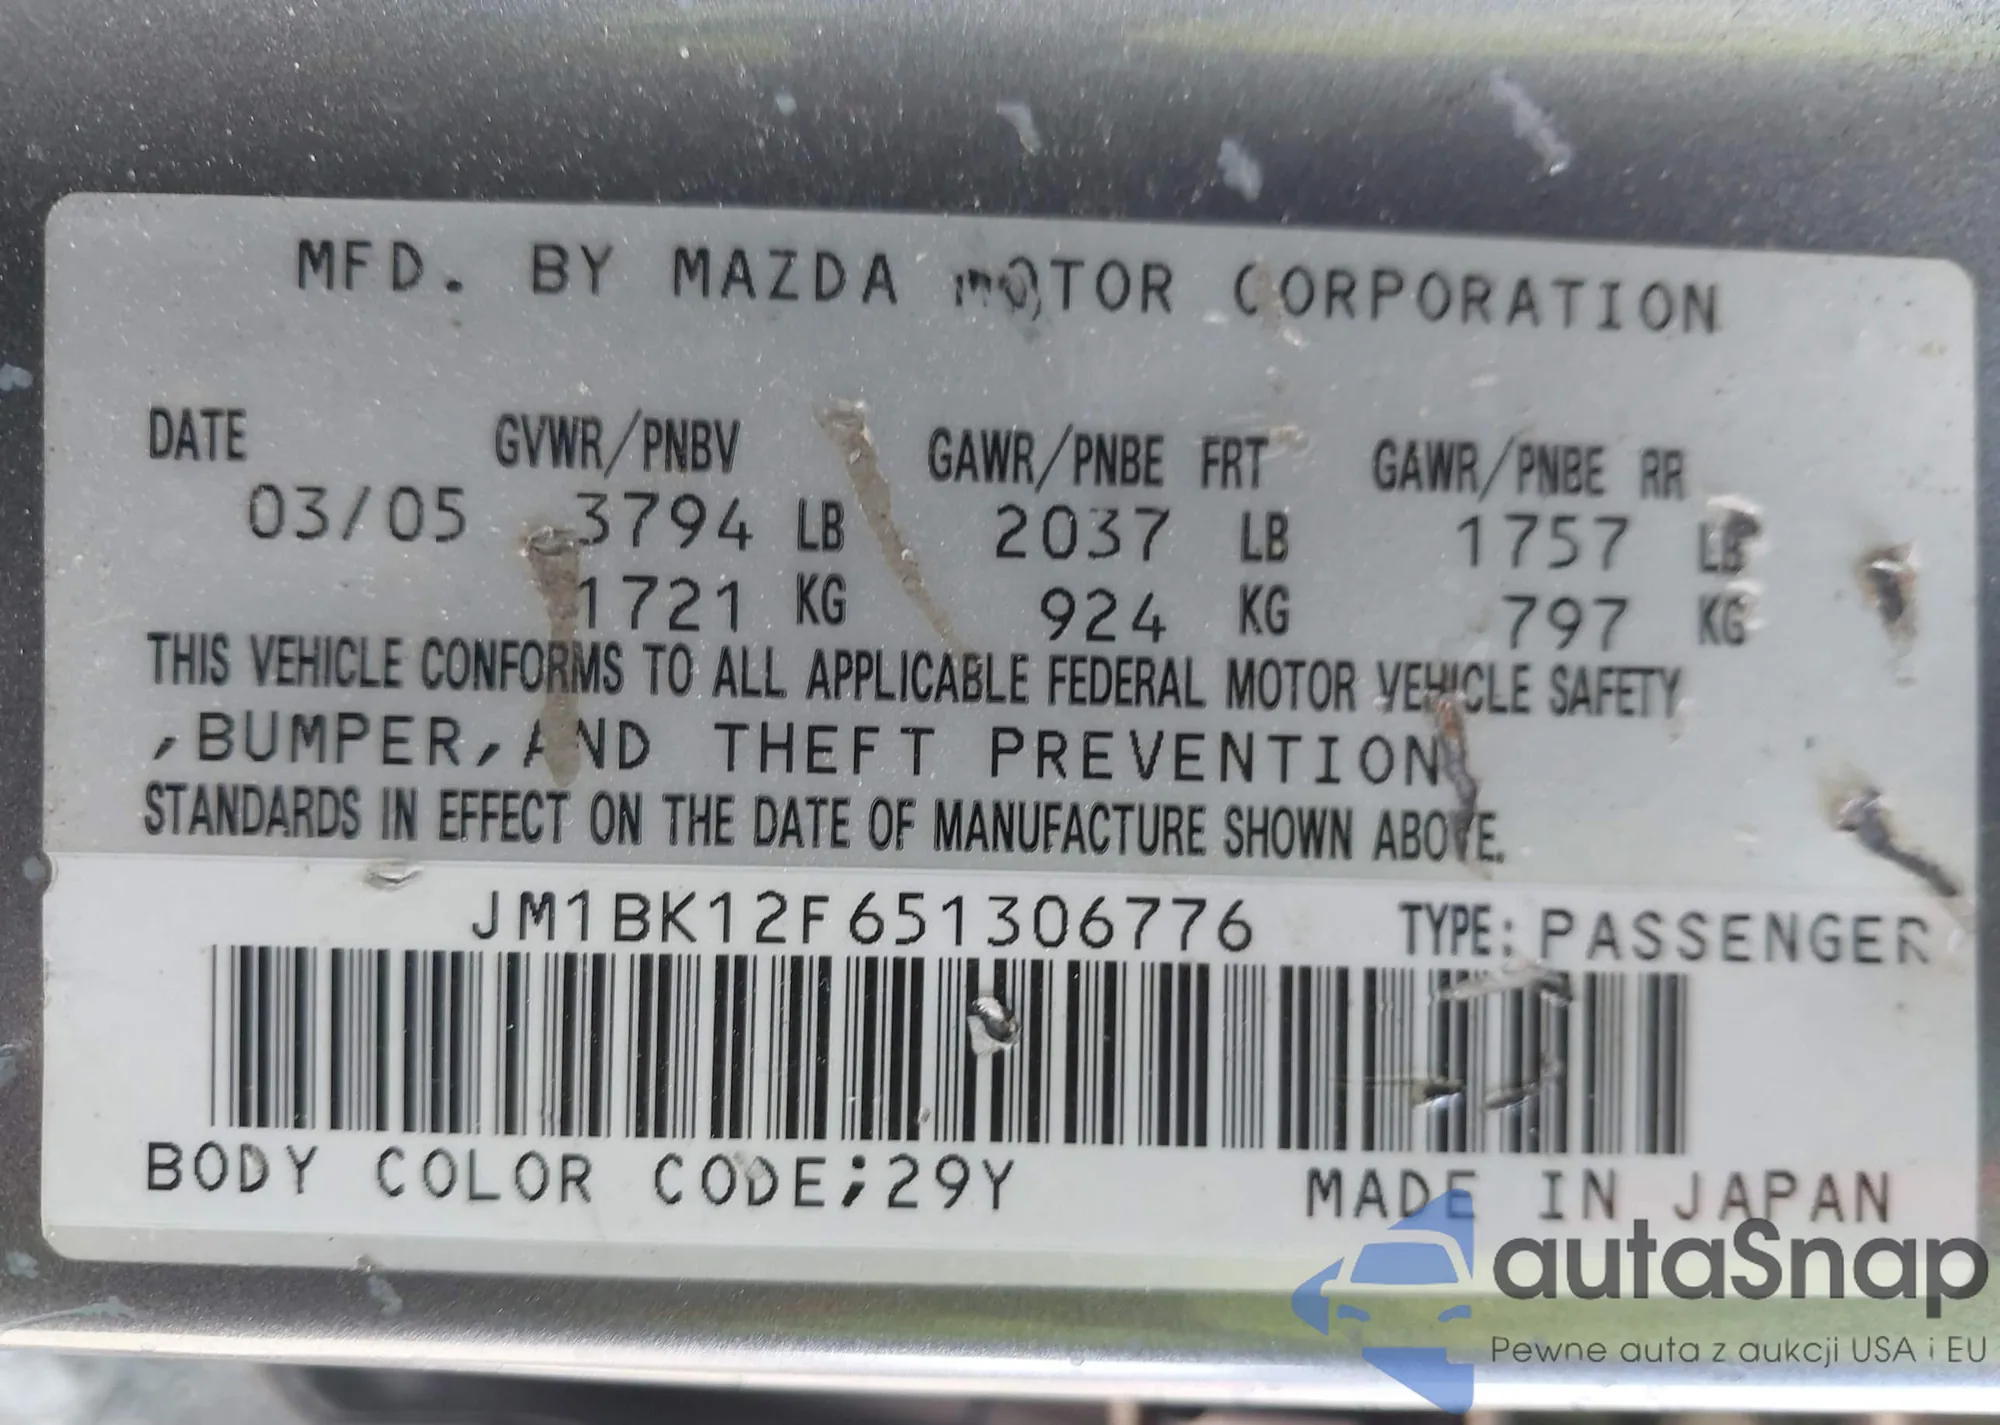 MFD. BY MAZDA MOTOR CORPORATION
DATE GVWR/PNBV GAWR/PNBE FRT GAWR/PNBE RR
03/05 3794 LB 2037 LB 1757 LB
1721 KG 924 KG 797 KG
THIS VEHICLE CONFORMS TO ALL APPLICABLE FEDERAL MOTOR VEHICLE SAFETY
,BUMPER,AND THEFT PREVENTION
STANDARDS IN EFFECT ON THE DATE OF MANUFACTURE SHOWN ABOVE.
JM1BK12F651306776 TYPE: PASSENGER
BODY COLOR CODE;29Y MADE IN JAPAN
autaSnap
Pewne auta z aukcji USA i EU